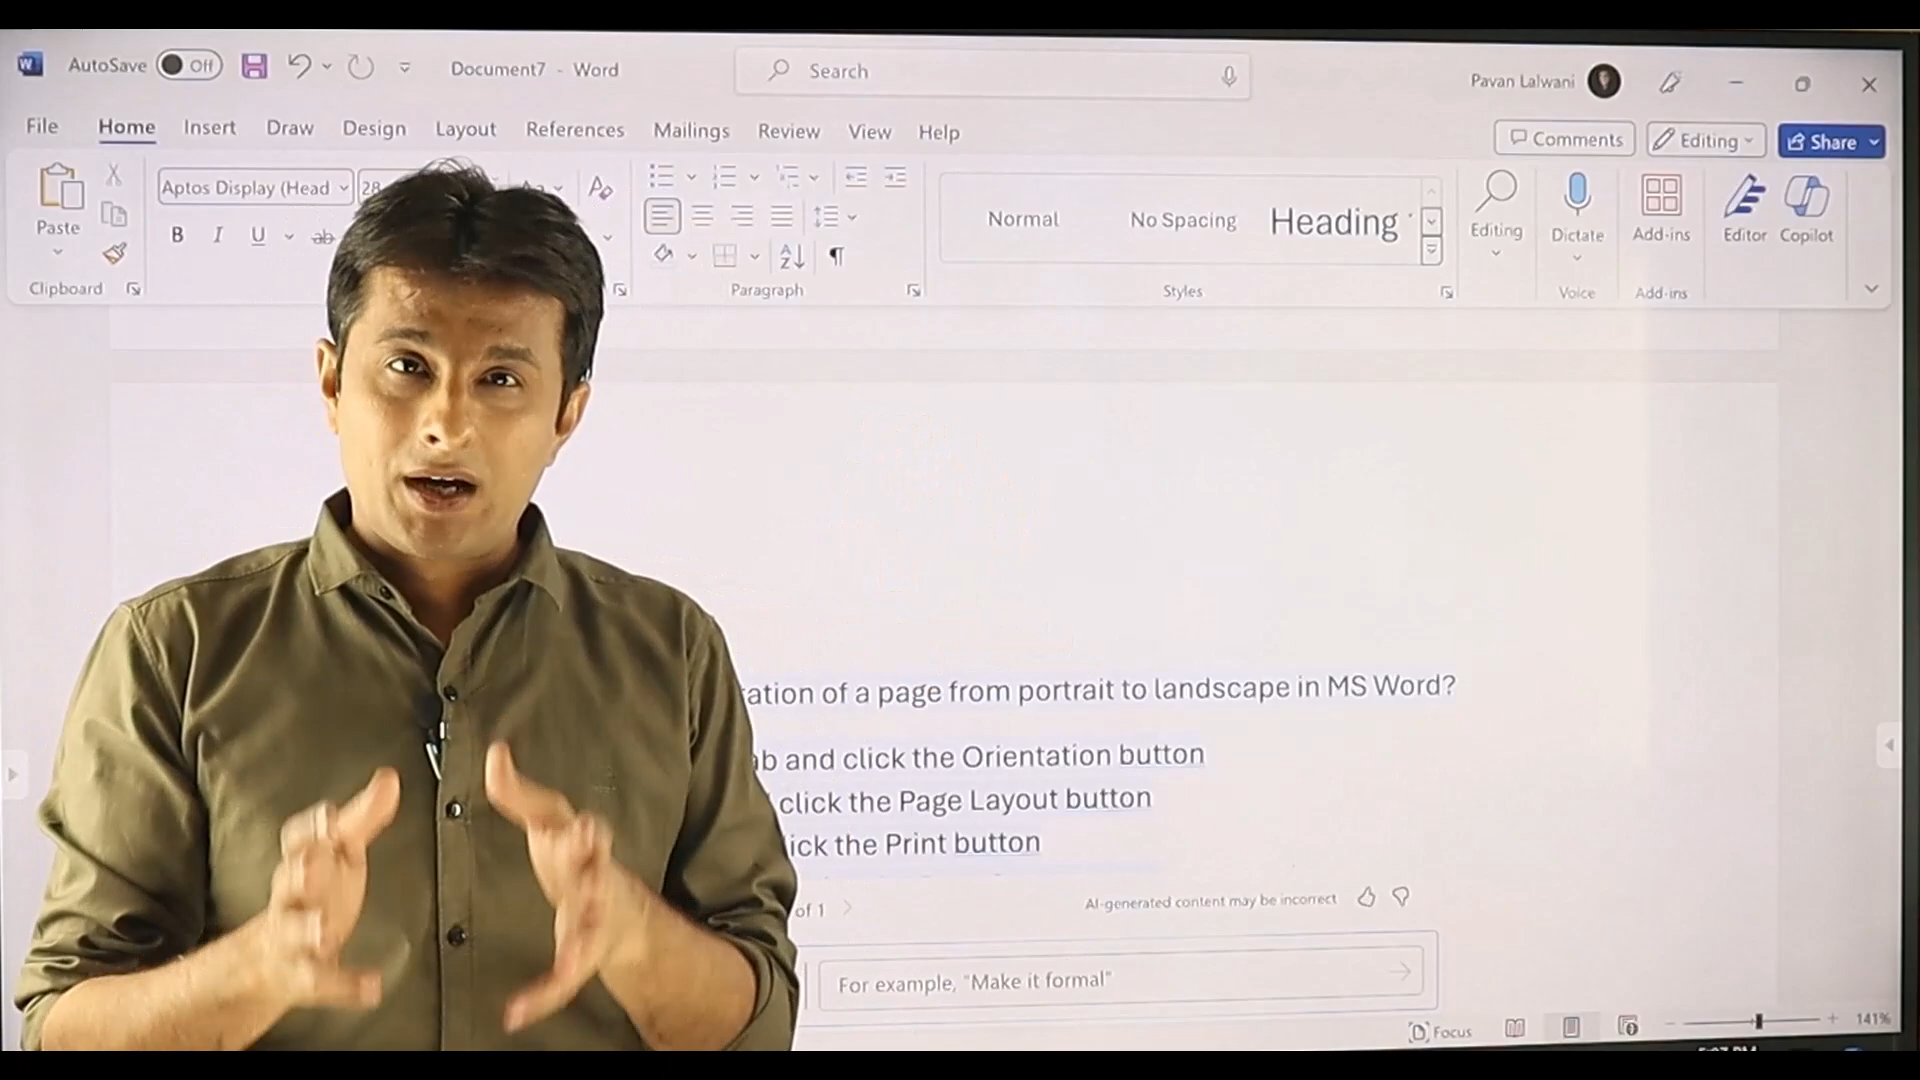 AutoSave Off Document7 - Word Search Pavan Lalwani
File Home Insert Draw Design Layout References Mailings Review View Help Comments Editing Share
Aptos Display (Head 28
Paste
B I U ab
Normal No Spacing Heading
Editing Dictate Add-ins Editor Copilot
Clipboard Paragraph Styles Voice Add-ins
ation of a page from portrait to landscape in MS Word?
b and click the Orientation button
click the Page Layout button
ick the Print button
of 1 AI-generated content may be incorrect
For example, "Make it formal"
Focus 141%